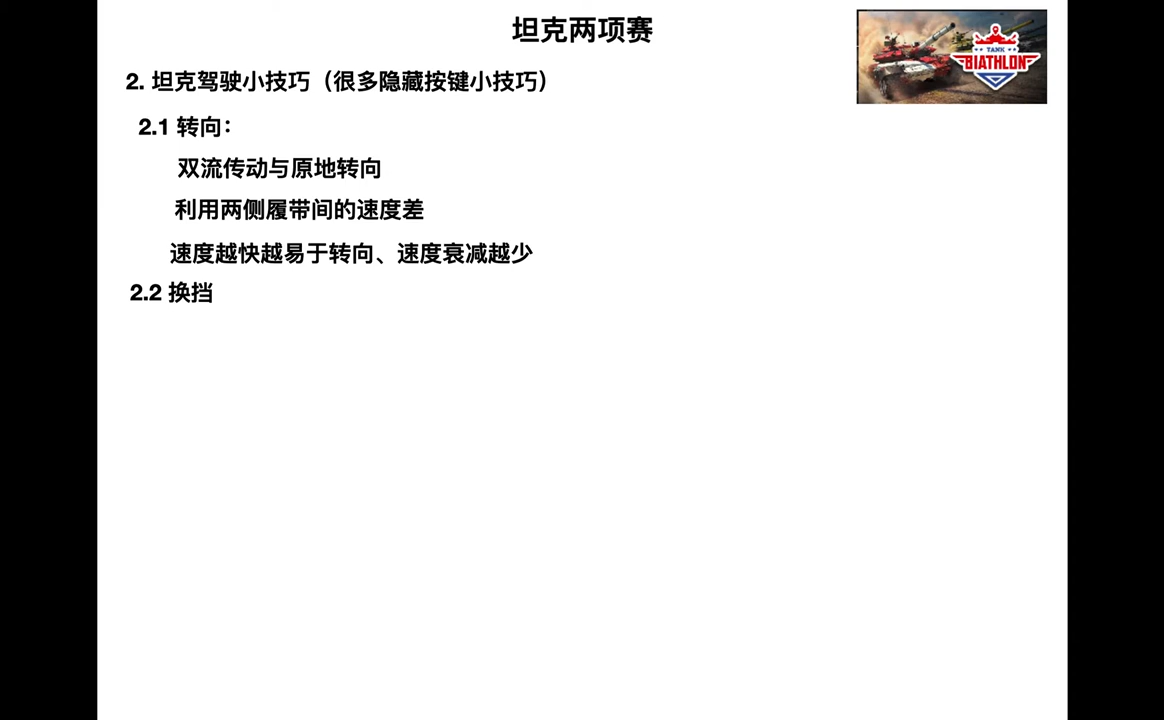 坦克两项赛
TANK
BIATHLON
2. 坦克驾驶小技巧（很多隐藏按键小技巧）
2.1 转向：
双流传动与原地转向
利用两侧履带间的速度差
速度越快越易于转向、速度衰减越少
2.2 换挡